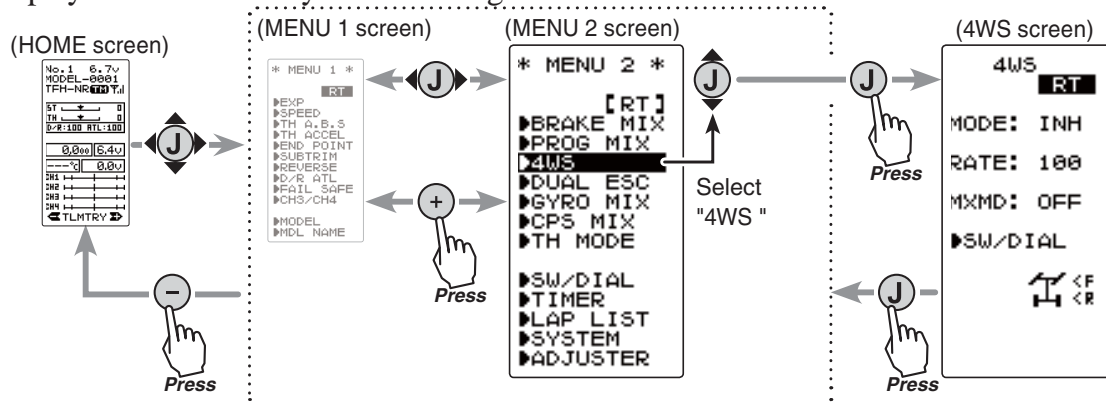 (HOME screen)
No.1 6.7V
MODEL-0001
TFH-NR TM
ST 0
TH 0
D/R:100 ATL:100
0.0 6.4V
---℃ 0.0V
CH1
CH2
CH3
CH4
TLMTRY
J
−
Press
(MENU 1 screen)
* MENU 1 *
RT
EXP
SPEED
TH A.B.S
TH ACCEL
END POINT
SUBTRIM
REVERSE
D/R ATL
FAIL SAFE
CH3/CH4
MODEL
MDL NAME
J
+
Press
(MENU 2 screen)
* MENU 2 *
[RT]
BRAKE MIX
PROG MIX
4WS
DUAL ESC
GYRO MIX
CPS MIX
TH MODE
SW/DIAL
TIMER
LAP LIST
SYSTEM
ADJUSTER
J
Select
"4WS "
J
Press
J
Press
(4WS screen)
4WS
RT
MODE: INH
RATE: 100
MXMD: OFF
SW/DIAL
<F
<R